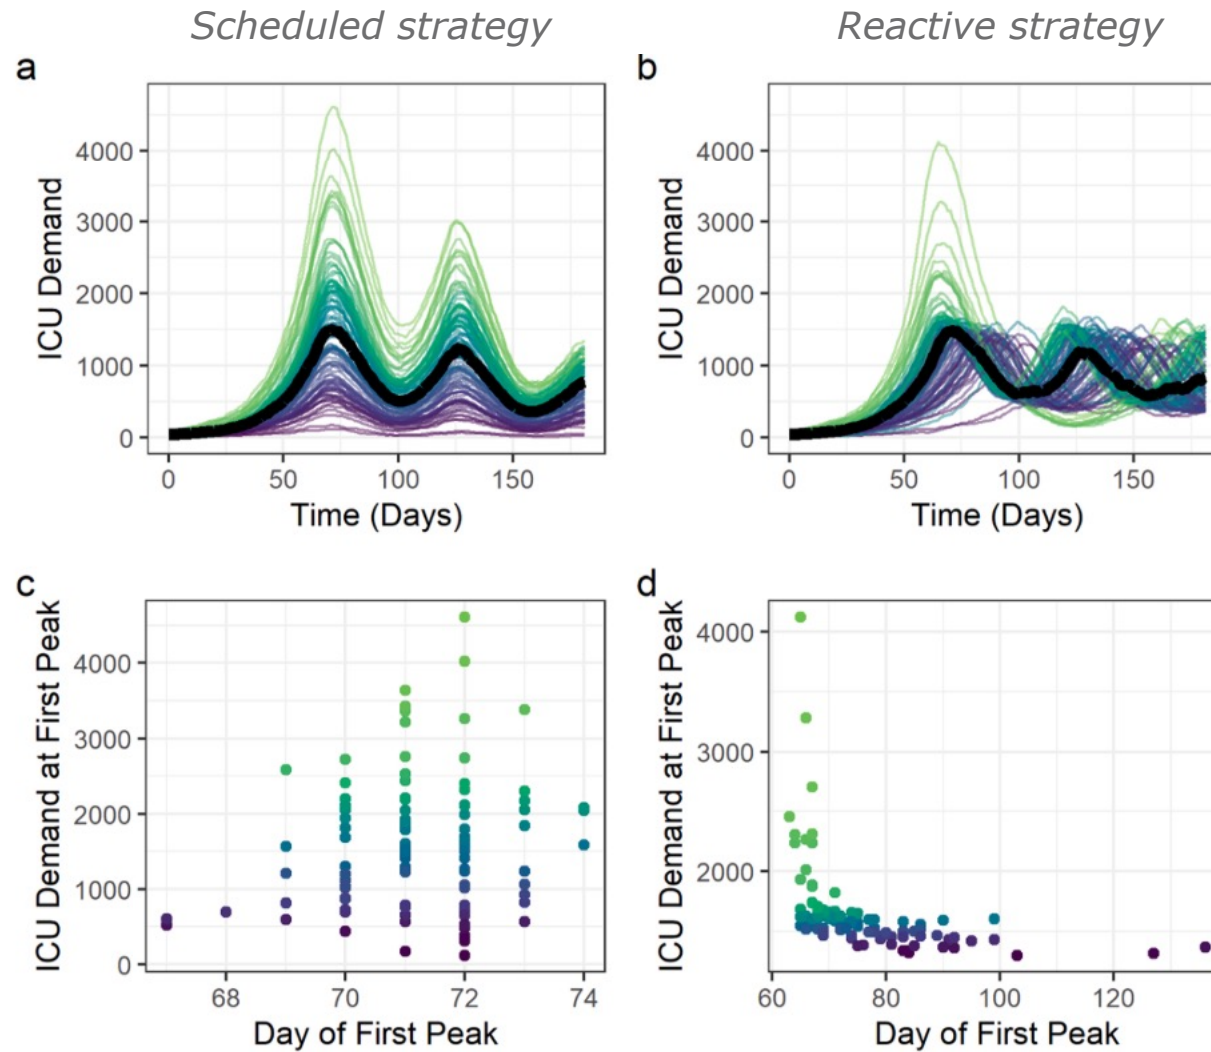 Scheduled strategy
Reactive strategy
a
b
ICU Demand
4000
3000
2000
1000
0
0
50
100
150
Time (Days)
ICU Demand
4000
3000
2000
1000
0
0
50
100
150
Time (Days)
c
d
ICU Demand at First Peak
4000
3000
2000
1000
0
68
70
72
74
Day of First Peak
ICU Demand at First Peak
4000
3000
2000
60
80
100
120
Day of First Peak